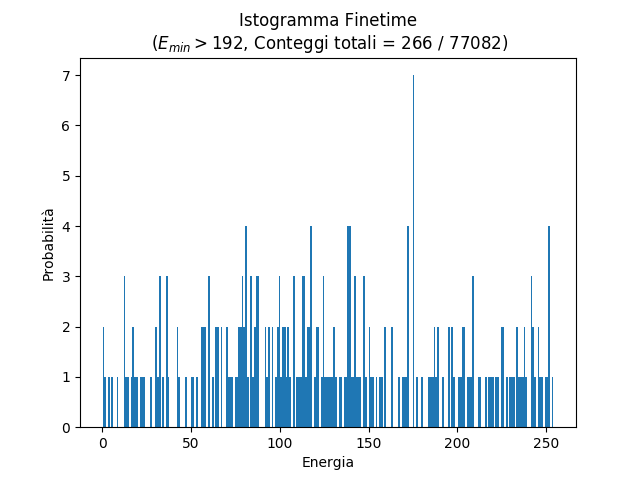 Istogramma Finetime
(E_min > 192, Conteggi totali = 266 / 77082)
7
6
5
4
3
2
1
0
Probabilità
0 50 100 150 200 250
Energia